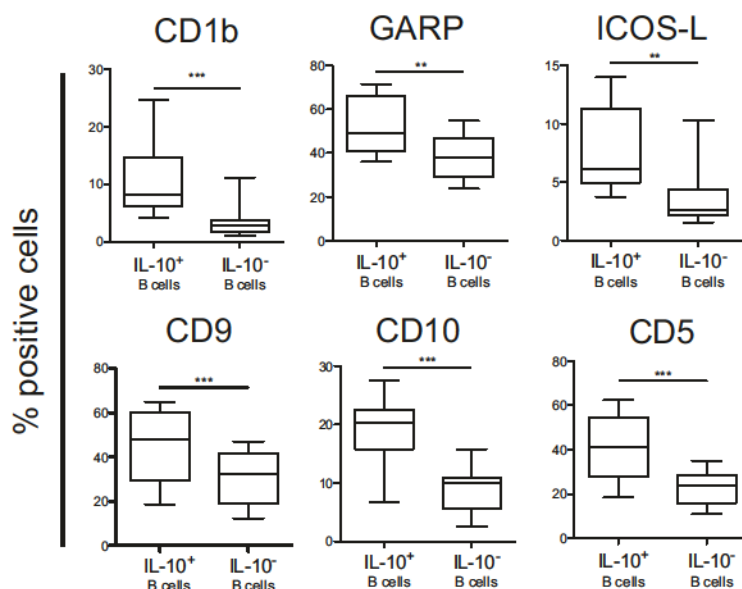 CD1b GARP ICOS-L
% positive cells
30 *** 80 ** 15 **
20 60 10
10 40 5
20
0 0 0
IL-10⁺ IL-10⁻ IL-10⁺ IL-10⁻ IL-10⁺ IL-10⁻
B cells B cells B cells B cells B cells B cells
CD9 CD10 CD5
80 *** 30 *** 80 ***
60 20 60
40 10 40
20 20
0 0 0
IL-10⁺ IL-10⁻ IL-10⁺ IL-10⁻ IL-10⁺ IL-10⁻
B cells B cells B cells B cells B cells B cells